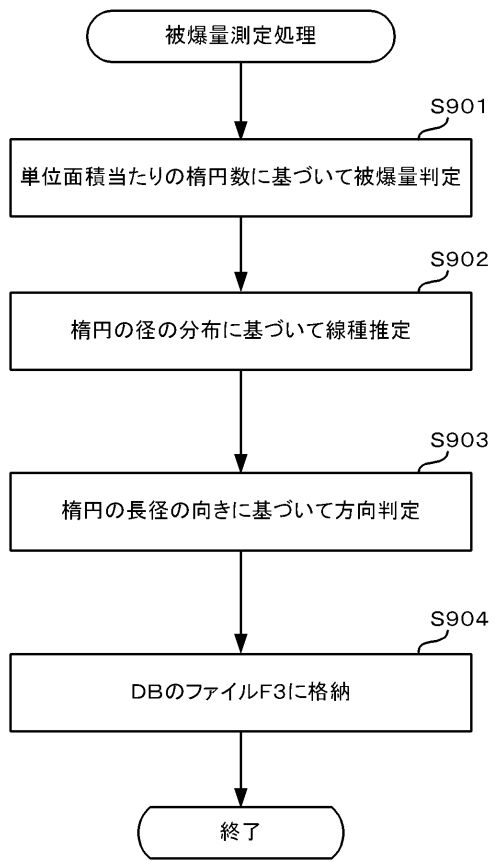 被爆量測定処理
S901
単位面積当たりの楕円数に基づいて被爆量判定
S902
楕円の径の分布に基づいて線種推定
S903
楕円の長径の向きに基づいて方向判定
S904
DBのファイルF3に格納
終了